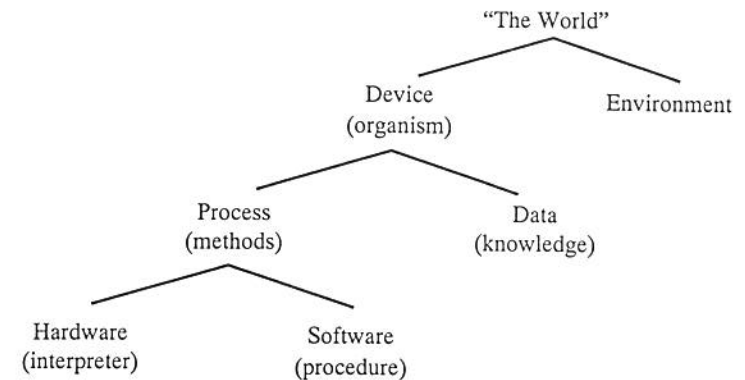 “The World”
Device
(organism)
Environment
Process
(methods)
Data
(knowledge)
Hardware
(interpreter)
Software
(procedure)